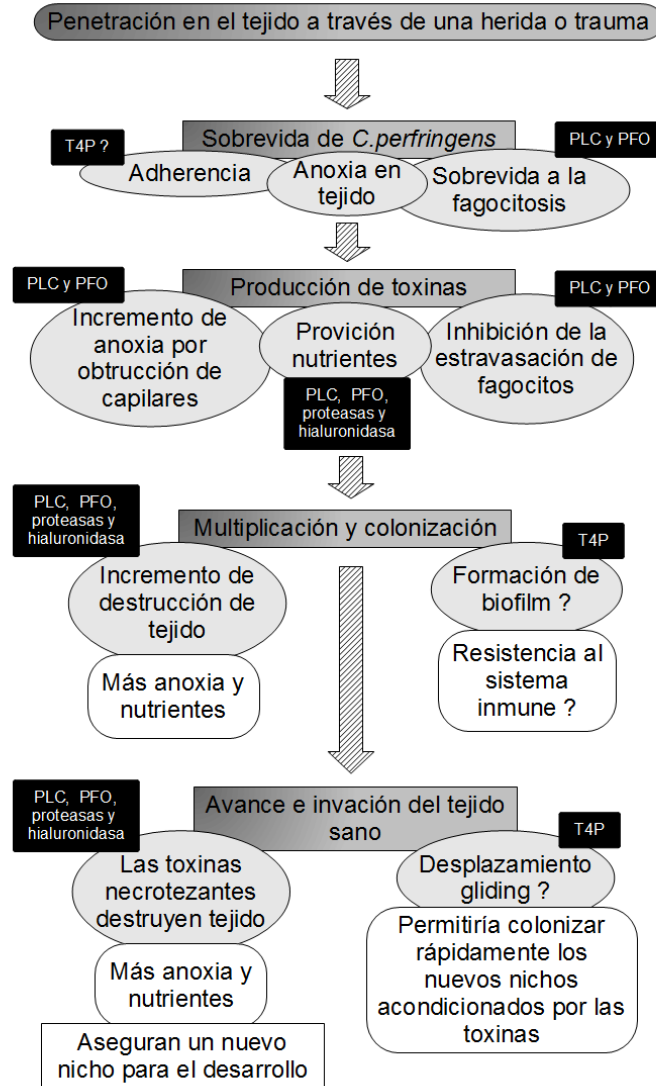 Penetración en el tejido a través de una herida o trauma
Sobrevida de C.perfringens
T4P ?
Adherencia
Anoxia en
tejido
PLC y PFO
Sobrevida a la
fagocitosis
Producción de toxinas
PLC y PFO
Incremento de
anoxia por
obtrucción de
capilares
Provición
nutrientes
PLC, PFO,
proteasas y
hialuronidasa
PLC y PFO
Inhibición de la
estravasación de
fagocitos
Multiplicación y colonización
PLC, PFO,
proteasas y
hialuronidasa
Incremento de
destrucción de
tejido
Más anoxia y
nutrientes
T4P
Formación de
biofilm ?
Resistencia al
sistema
inmune ?
Avance e invación del tejido
sano
PLC, PFO,
proteasas y
hialuronidasa
Las toxinas
necrotezantes
destruyen tejido
Más anoxia y
nutrientes
Aseguran un nuevo
nicho para el desarrollo
T4P
Desplazamiento
gliding ?
Permitiría colonizar
rápidamente los
nuevos nichos
acondicionados por las
toxinas